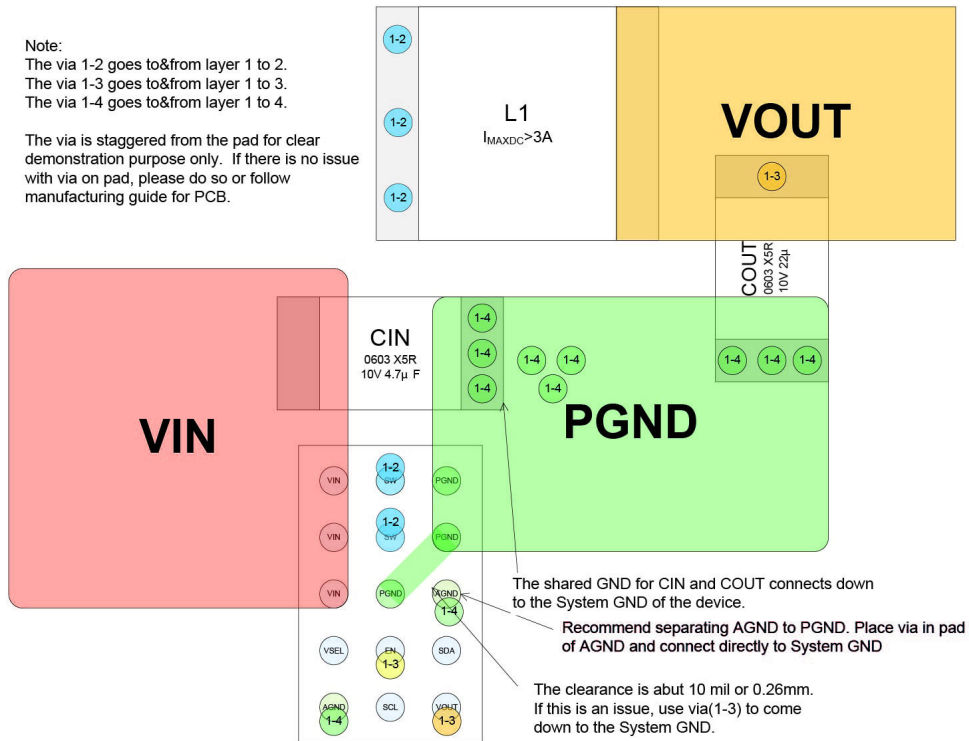 Note:
The via 1-2 goes to&from layer 1 to 2.
The via 1-3 goes to&from layer 1 to 3.
The via 1-4 goes to&from layer 1 to 4.
The via is staggered from the pad for clear
demonstration purpose only. If there is no issue
with via on pad, please do so or follow
manufacturing guide for PCB.
1-2
1-2
1-2
L1
IMAXDC>3A
VOUT
1-3
COUT
0603 X5R
10V 22µ
1-4 1-4 1-4
VIN
CIN
0603 X5R
10V 4.7µ F
1-4
1-4
1-4
1-4 1-4
1-4
PGND
VIN 1-2 SW PGND
VIN 1-2 SW PGND
VIN PGND AGND
1-4
VSEL EN SDA
1-3
AGND SCL VOUT
1-4 1-3
The shared GND for CIN and COUT connects down
to the System GND of the device.
Recommend separating AGND to PGND. Place via in pad
of AGND and connect directly to System GND
The clearance is abut 10 mil or 0.26mm.
If this is an issue, use via(1-3) to come
down to the System GND.